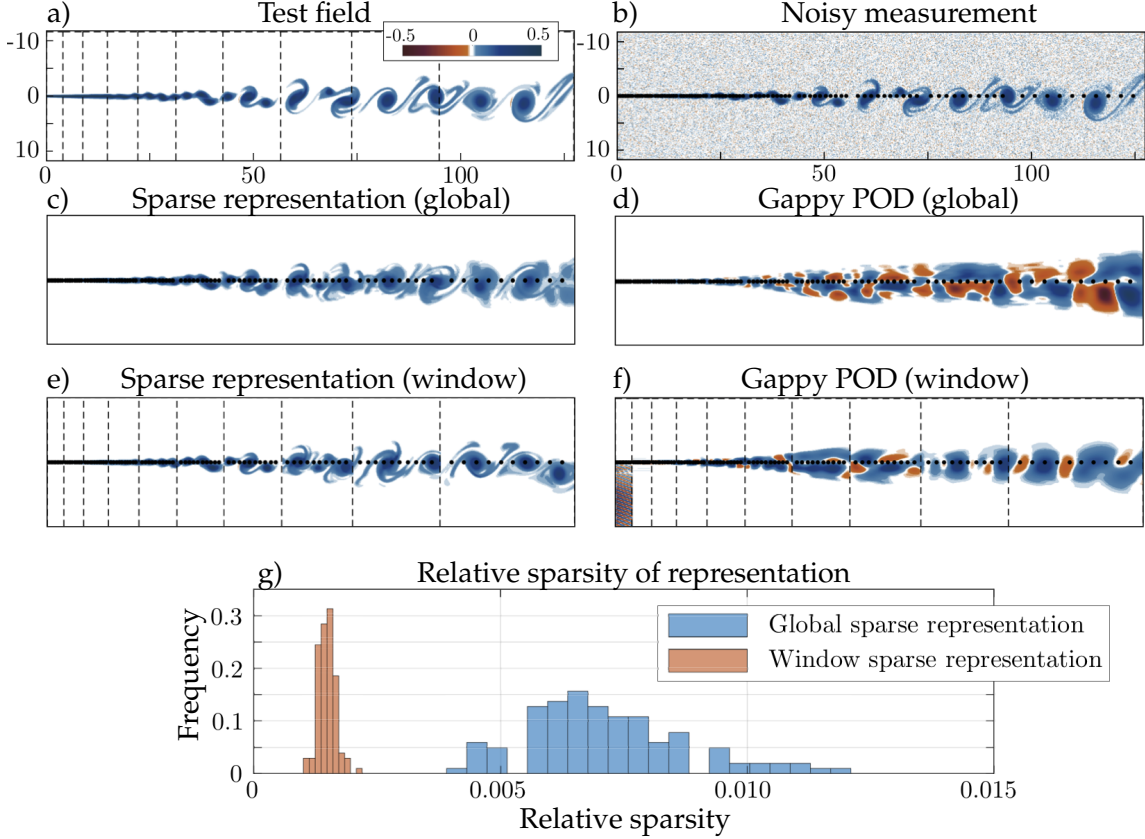 a) Test field
b) Noisy measurement
-0.5 0 0.5
-10
0
10
50 100
-10
0
10
50 100
c) Sparse representation (global)
d) Gappy POD (global)
e) Sparse representation (window)
f) Gappy POD (window)
g) Relative sparsity of representation
Frequency
0.3
0.2
0.1
0
Global sparse representation
Window sparse representation
0 0.005 0.010 0.015
Relative sparsity